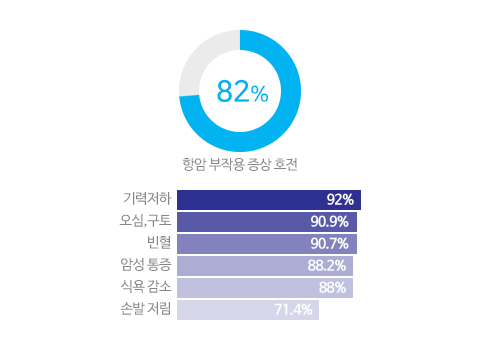 82%
항암 부작용 증상 호전
기력저하 92%
오심,구토 90.9%
빈혈 90.7%
암성 통증 88.2%
식욕 감소 88%
손발 저림 71.4%